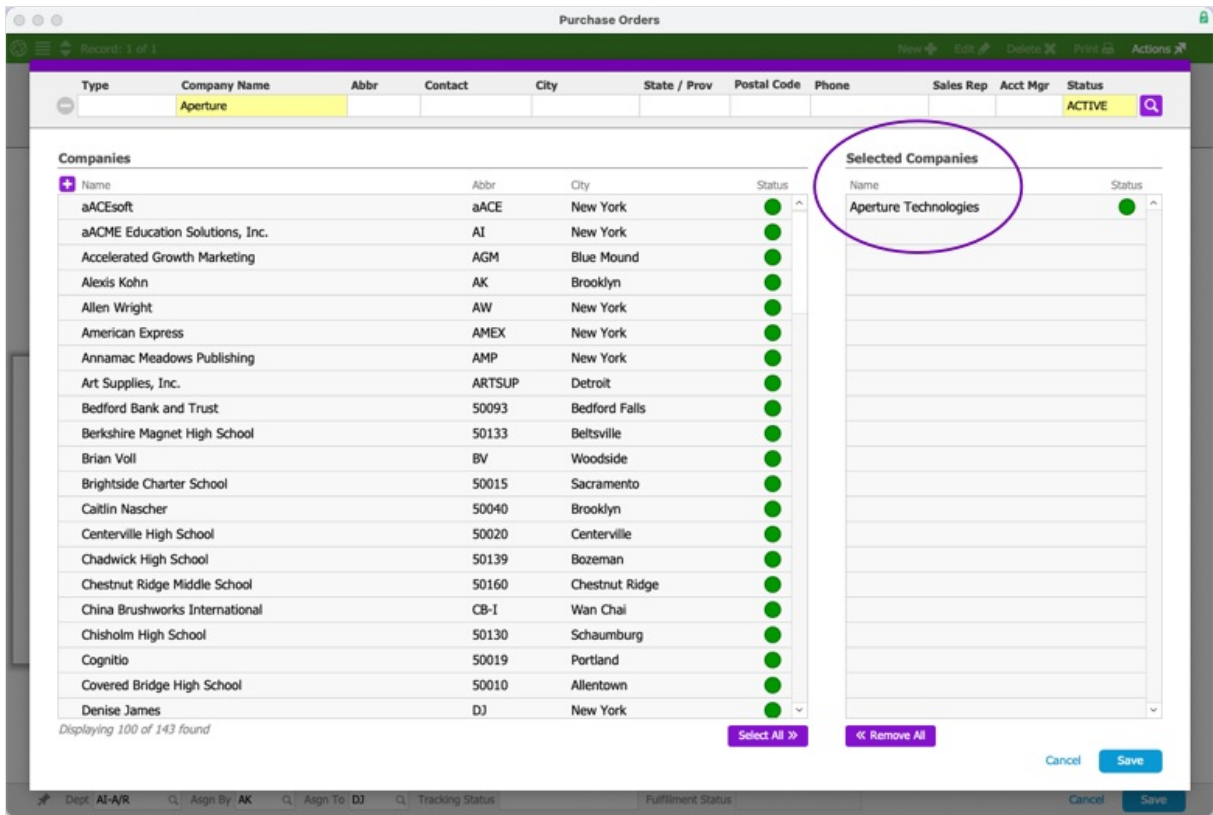 Purchase Orders
Record: 1 of 1 New Edit Delete Print Actions
Type Company Name Abbr Contact City State / Prov Postal Code Phone Sales Rep Acct Mgr Status
Aperture ACTIVE
Companies
Name Abbr City Status
aACEsoft aACE New York
aACME Education Solutions, Inc. AI New York
Accelerated Growth Marketing AGM Blue Mound
Alexis Kohn AK Brooklyn
Allen Wright AW New York
American Express AMEX New York
Annamac Meadows Publishing AMP New York
Art Supplies, Inc. ARTSUP Detroit
Bedford Bank and Trust 50093 Bedford Falls
Berkshire Magnet High School 50133 Beltsville
Brian Voll BV Woodside
Brightside Charter School 50015 Sacramento
Caitlin Nascher 50040 Brooklyn
Centerville High School 50020 Centerville
Chadwick High School 50139 Bozeman
Chestnut Ridge Middle School 50160 Chestnut Ridge
China Brushworks International CB-I Wan Chai
Chisholm High School 50130 Schaumburg
Cognitio 50019 Portland
Covered Bridge High School 50010 Allentown
Denise James DJ New York
Displaying 100 of 143 found
Select All »
Selected Companies
Name Status
Aperture Technologies
« Remove All
Cancel Save
Dept AI-A/R Asgn By AK Asgn To DJ Tracking Status Fulfillment Status Cancel Save